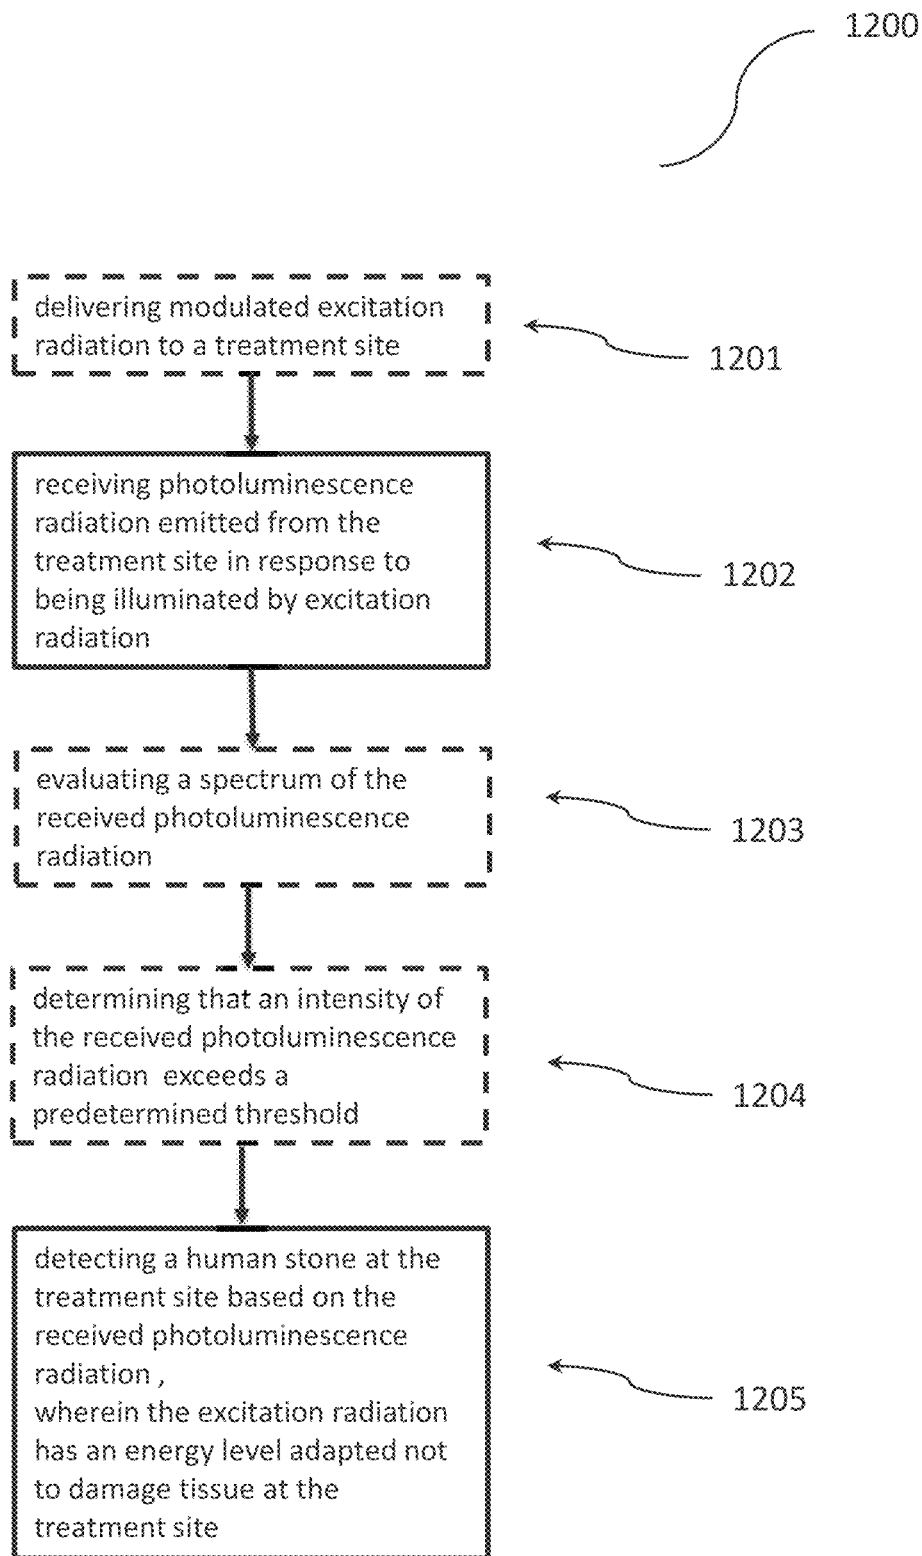 1200
delivering modulated excitation
radiation to a treatment site
1201
receiving photoluminescence
radiation emitted from the
treatment site in response to
being illuminated by excitation
radiation
1202
evaluating a spectrum of the
received photoluminescence
radiation
1203
determining that an intensity of
the received photoluminescence
radiation exceeds a
predetermined threshold
1204
detecting a human stone at the
treatment site based on the
received photoluminescence
radiation ,
wherein the excitation radiation
has an energy level adapted not
to damage tissue at the
treatment site
1205